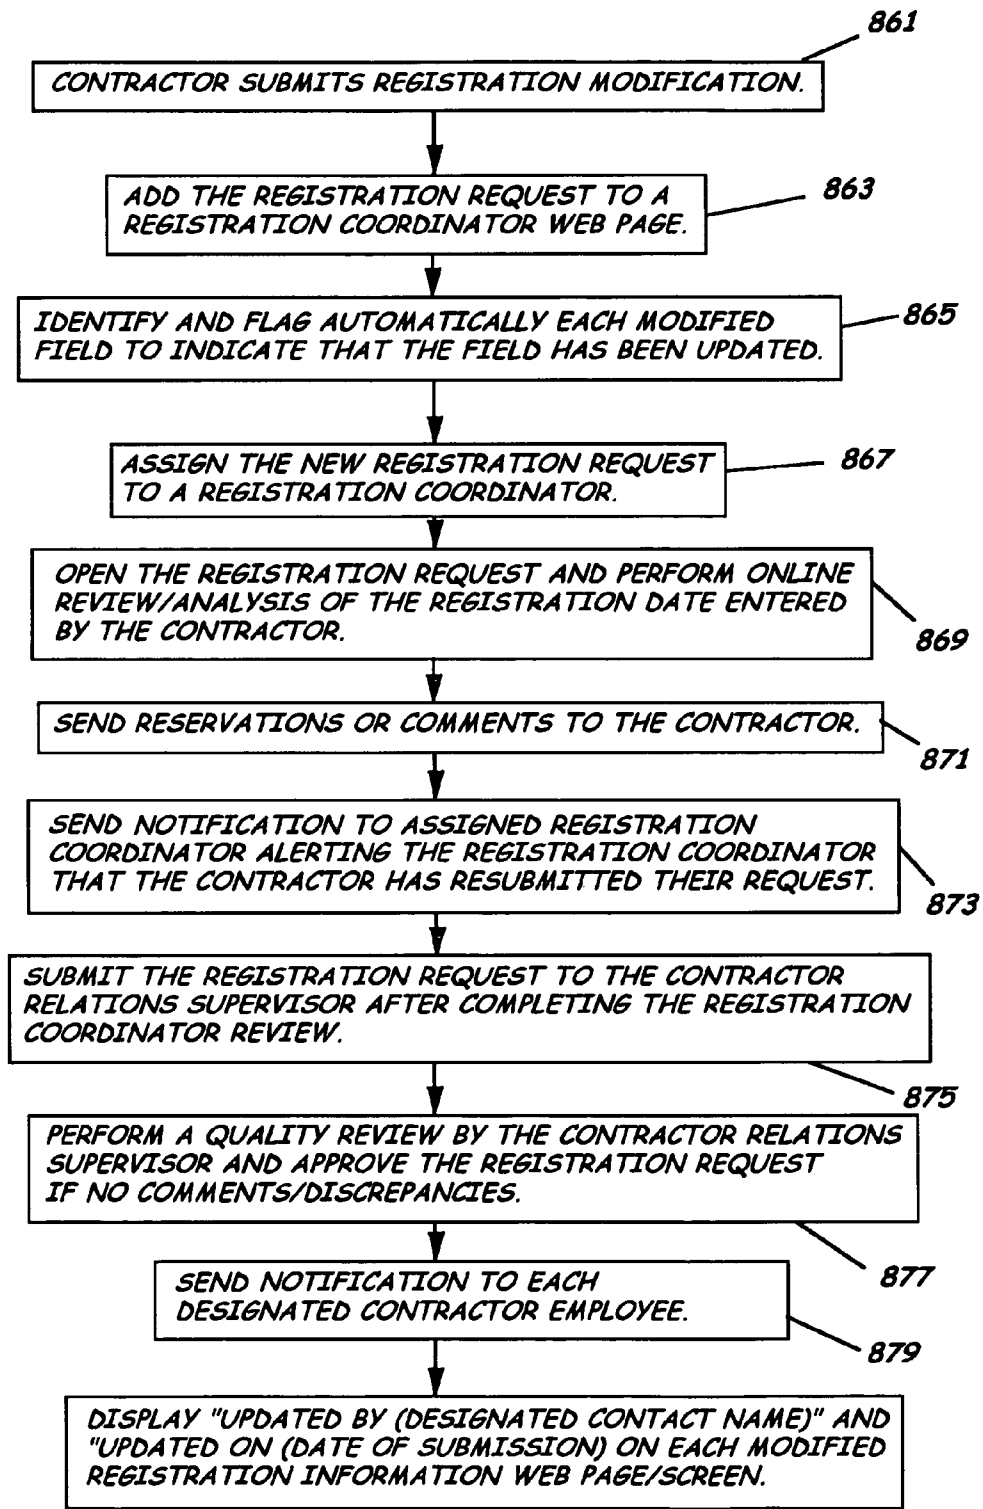 861
CONTRACTOR SUBMITS REGISTRATION MODIFICATION.
ADD THE REGISTRATION REQUEST TO A
REGISTRATION COORDINATOR WEB PAGE.
863
IDENTIFY AND FLAG AUTOMATICALLY EACH MODIFIED
FIELD TO INDICATE THAT THE FIELD HAS BEEN UPDATED.
865
ASSIGN THE NEW REGISTRATION REQUEST
TO A REGISTRATION COORDINATOR.
867
OPEN THE REGISTRATION REQUEST AND PERFORM ONLINE
REVIEW/ANALYSIS OF THE REGISTRATION DATE ENTERED
BY THE CONTRACTOR.
869
SEND RESERVATIONS OR COMMENTS TO THE CONTRACTOR.
871
SEND NOTIFICATION TO ASSIGNED REGISTRATION
COORDINATOR ALERTING THE REGISTRATION COORDINATOR
THAT THE CONTRACTOR HAS RESUBMITTED THEIR REQUEST.
873
SUBMIT THE REGISTRATION REQUEST TO THE CONTRACTOR
RELATIONS SUPERVISOR AFTER COMPLETING THE REGISTRATION
COORDINATOR REVIEW.
875
PERFORM A QUALITY REVIEW BY THE CONTRACTOR RELATIONS
SUPERVISOR AND APPROVE THE REGISTRATION REQUEST
IF NO COMMENTS/DISCREPANCIES.
877
SEND NOTIFICATION TO EACH
DESIGNATED CONTRACTOR EMPLOYEE.
879
DISPLAY "UPDATED BY (DESIGNATED CONTACT NAME)" AND
"UPDATED ON (DATE OF SUBMISSION) ON EACH MODIFIED
REGISTRATION INFORMATION WEB PAGE/SCREEN.